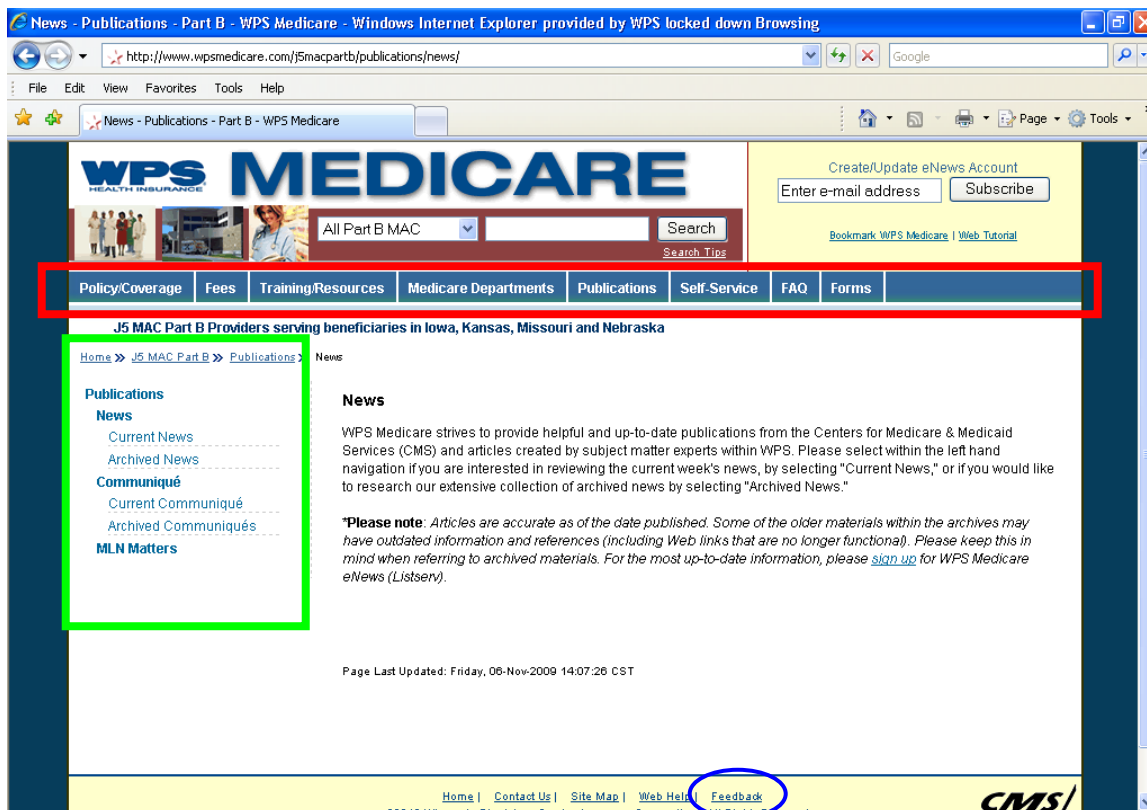 News - Publications - Part B - WPS Medicare - Windows Internet Explorer provided by WPS locked down Browsing
http://www.wpsmedicare.com/j5macpartb/publications/news/
Google
File Edit View Favorites Tools Help
News - Publications - Part B - WPS Medicare
Page Tools
WPS HEALTH INSURANCE MEDICARE
Create/Update eNews Account
Enter e-mail address Subscribe
All Part B MAC Search
Search Tips
Bookmark WPS Medicare | Web Tutorial
Policy/Coverage Fees Training/Resources Medicare Departments Publications Self-Service FAQ Forms
J5 MAC Part B Providers serving beneficiaries in Iowa, Kansas, Missouri and Nebraska
Home » J5 MAC Part B » Publications » News
Publications
News
Current News
Archived News
Communiqué
Current Communiqué
Archived Communiqués
MLN Matters
News
WPS Medicare strives to provide helpful and up-to-date publications from the Centers for Medicare & Medicaid
Services (CMS) and articles created by subject matter experts within WPS. Please select within the left hand
navigation if you are interested in reviewing the current week's news, by selecting "Current News," or if you would like
to research our extensive collection of archived news by selecting "Archived News."
*Please note: Articles are accurate as of the date published. Some of the older materials within the archives may
have outdated information and references (including Web links that are no longer functional). Please keep this in
mind when referring to archived materials. For the most up-to-date information, please sign up for WPS Medicare
eNews (Listserv).
Page Last Updated: Friday, 06-Nov-2009 14:07:26 CST
Home | Contact Us | Site Map | Web Help | Feedback
CMS